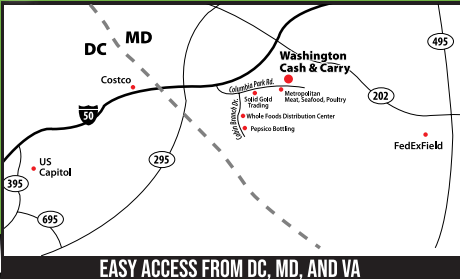 DC
MD
495
Washington
Cash & Carry
Costco
Columbia Park Rd.
Solid Gold
Trading
Metropolitan
Meat, Seafood, Poultry
202
50
Cabin Branch Dr.
Whole Foods Distribution Center
Pepsico Bottling
FedExField
295
US
Capitol
395
695
EASY ACCESS FROM DC, MD, AND VA